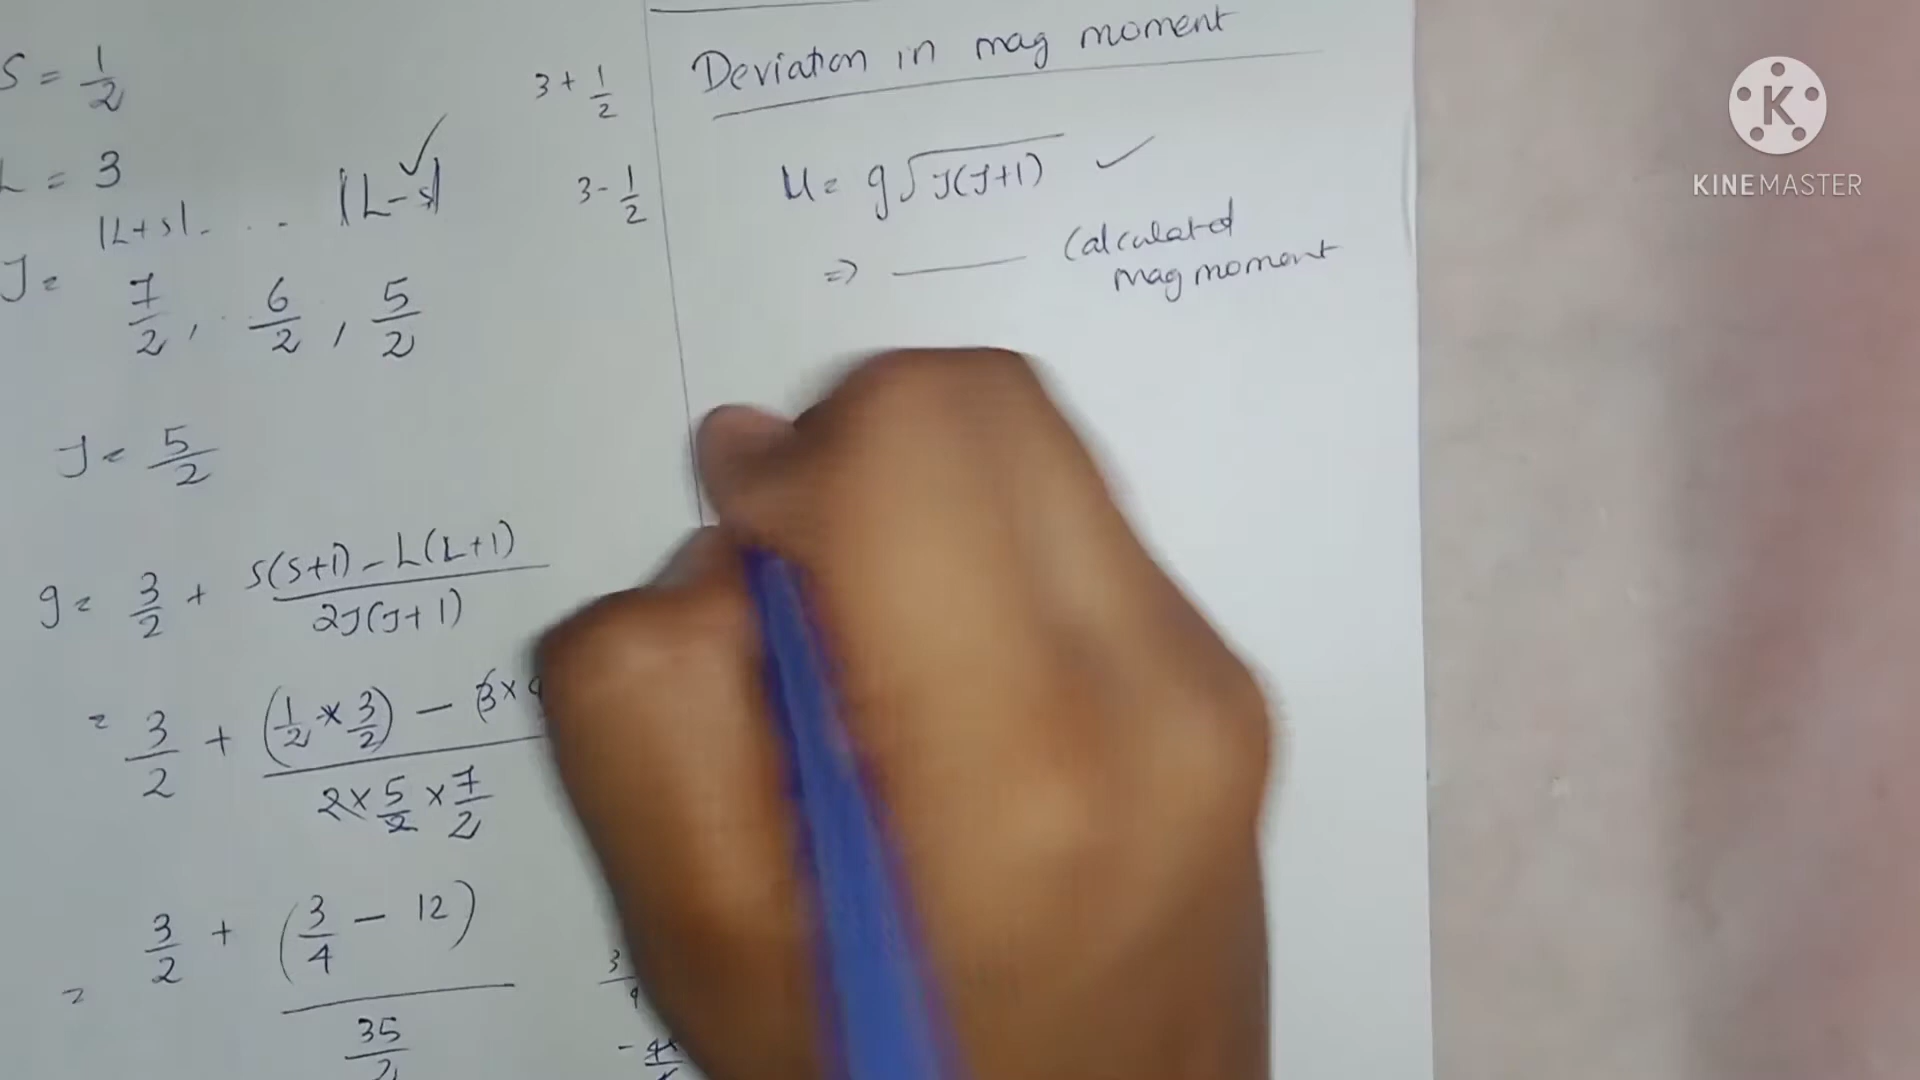 S = 1/2
L = 3
|L+S| - . . . |L-S| ✓
J = 7/2, 6/2, 5/2
3 + 1/2
3 - 1/2
J = 5/2
g = 3/2 + S(S+1) - L(L+1) / 2J(J+1)
= 3/2 + (1/2 × 3/2) - (3 ×
2 × 5/2 × 7/2
= 3/2 + (3/4 - 12)
35/2
Deviation in mag moment
μ = g√J(J+1) ✓
⇒ ____ Calculated
mag moment
K
KINEMASTER